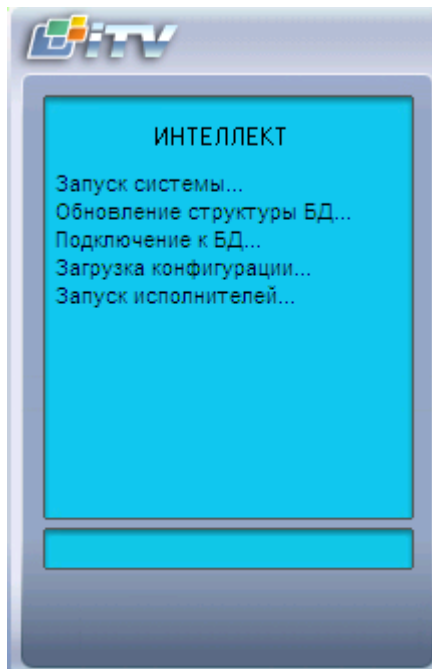 iTV
ИНТЕЛЛЕКТ
Запуск системы...
Обновление структуры БД...
Подключение к БД...
Загрузка конфигурации...
Запуск исполнителей...